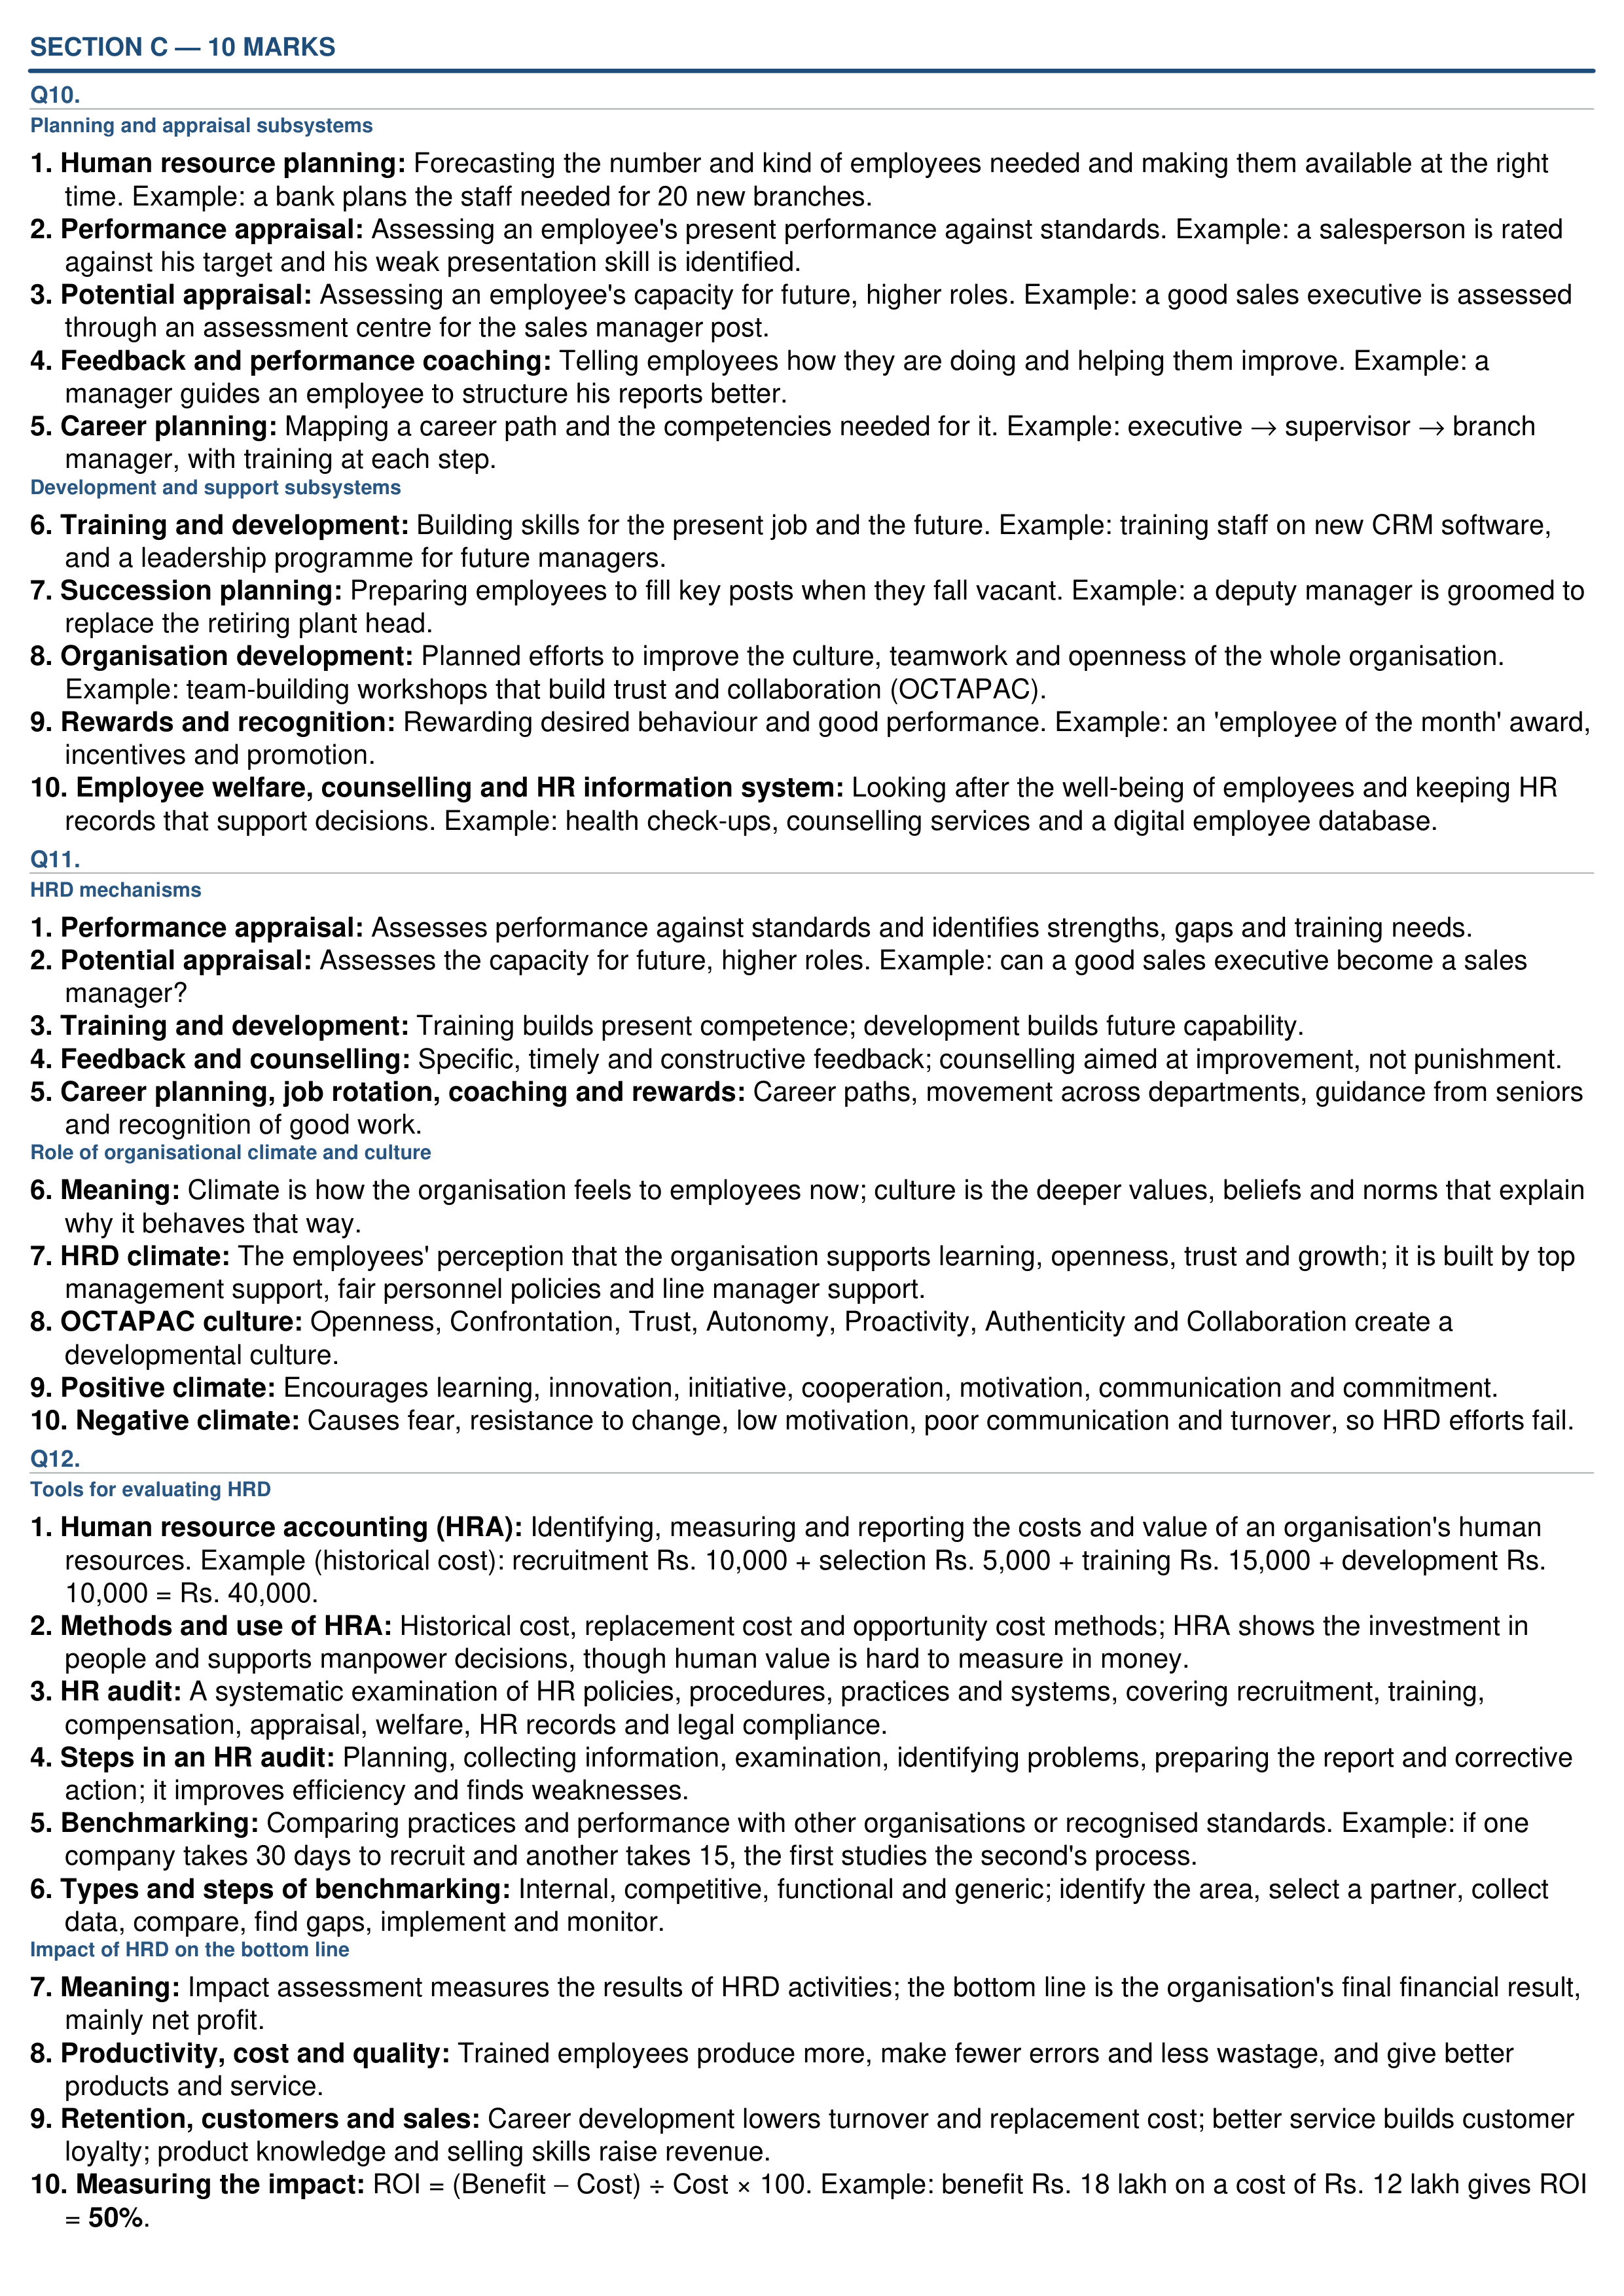 SECTION C — 10 MARKS
Q10.
Planning and appraisal subsystems
1. Human resource planning: Forecasting the number and kind of employees needed and making them available at the right
time. Example: a bank plans the staff needed for 20 new branches.
2. Performance appraisal: Assessing an employee's present performance against standards. Example: a salesperson is rated
against his target and his weak presentation skill is identified.
3. Potential appraisal: Assessing an employee's capacity for future, higher roles. Example: a good sales executive is assessed
through an assessment centre for the sales manager post.
4. Feedback and performance coaching: Telling employees how they are doing and helping them improve. Example: a
manager guides an employee to structure his reports better.
5. Career planning: Mapping a career path and the competencies needed for it. Example: executive → supervisor → branch
manager, with training at each step.
Development and support subsystems
6. Training and development: Building skills for the present job and the future. Example: training staff on new CRM software,
and a leadership programme for future managers.
7. Succession planning: Preparing employees to fill key posts when they fall vacant. Example: a deputy manager is groomed to
replace the retiring plant head.
8. Organisation development: Planned efforts to improve the culture, teamwork and openness of the whole organisation.
Example: team-building workshops that build trust and collaboration (OCTAPAC).
9. Rewards and recognition: Rewarding desired behaviour and good performance. Example: an 'employee of the month' award,
incentives and promotion.
10. Employee welfare, counselling and HR information system: Looking after the well-being of employees and keeping HR
records that support decisions. Example: health check-ups, counselling services and a digital employee database.
Q11.
HRD mechanisms
1. Performance appraisal: Assesses performance against standards and identifies strengths, gaps and training needs.
2. Potential appraisal: Assesses the capacity for future, higher roles. Example: can a good sales executive become a sales
manager?
3. Training and development: Training builds present competence; development builds future capability.
4. Feedback and counselling: Specific, timely and constructive feedback; counselling aimed at improvement, not punishment.
5. Career planning, job rotation, coaching and rewards: Career paths, movement across departments, guidance from seniors
and recognition of good work.
Role of organisational climate and culture
6. Meaning: Climate is how the organisation feels to employees now; culture is the deeper values, beliefs and norms that explain
why it behaves that way.
7. HRD climate: The employees' perception that the organisation supports learning, openness, trust and growth; it is built by top
management support, fair personnel policies and line manager support.
8. OCTAPAC culture: Openness, Confrontation, Trust, Autonomy, Proactivity, Authenticity and Collaboration create a
developmental culture.
9. Positive climate: Encourages learning, innovation, initiative, cooperation, motivation, communication and commitment.
10. Negative climate: Causes fear, resistance to change, low motivation, poor communication and turnover, so HRD efforts fail.
Q12.
Tools for evaluating HRD
1. Human resource accounting (HRA): Identifying, measuring and reporting the costs and value of an organisation's human
resources. Example (historical cost): recruitment Rs. 10,000 + selection Rs. 5,000 + training Rs. 15,000 + development Rs.
10,000 = Rs. 40,000.
2. Methods and use of HRA: Historical cost, replacement cost and opportunity cost methods; HRA shows the investment in
people and supports manpower decisions, though human value is hard to measure in money.
3. HR audit: A systematic examination of HR policies, procedures, practices and systems, covering recruitment, training,
compensation, appraisal, welfare, HR records and legal compliance.
4. Steps in an HR audit: Planning, collecting information, examination, identifying problems, preparing the report and corrective
action; it improves efficiency and finds weaknesses.
5. Benchmarking: Comparing practices and performance with other organisations or recognised standards. Example: if one
company takes 30 days to recruit and another takes 15, the first studies the second's process.
6. Types and steps of benchmarking: Internal, competitive, functional and generic; identify the area, select a partner, collect
data, compare, find gaps, implement and monitor.
Impact of HRD on the bottom line
7. Meaning: Impact assessment measures the results of HRD activities; the bottom line is the organisation's final financial result,
mainly net profit.
8. Productivity, cost and quality: Trained employees produce more, make fewer errors and less wastage, and give better
products and service.
9. Retention, customers and sales: Career development lowers turnover and replacement cost; better service builds customer
loyalty; product knowledge and selling skills raise revenue.
10. Measuring the impact: ROI = (Benefit − Cost) ÷ Cost × 100. Example: benefit Rs. 18 lakh on a cost of Rs. 12 lakh gives ROI
= 50%.